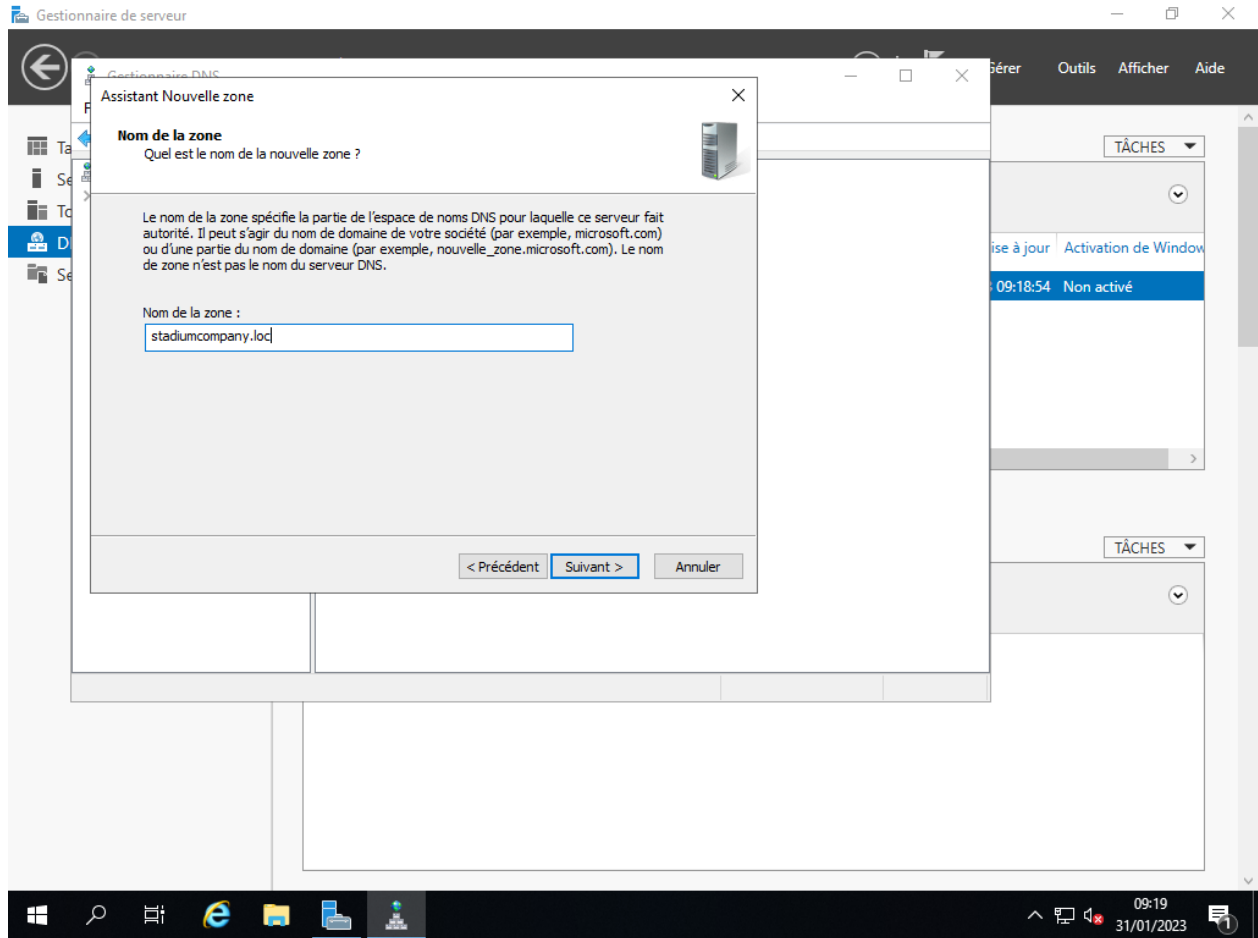 Gestionnaire de serveur
Gérer Outils Afficher Aide
Gestionnaire DNS
Assistant Nouvelle zone
F
Nom de la zone
Quel est le nom de la nouvelle zone ?
Ta
TÂCHES
Se
To
Le nom de la zone spécifie la partie de l'espace de noms DNS pour laquelle ce serveur fait
autorité. Il peut s'agir du nom de domaine de votre société (par exemple, microsoft.com)
ou d'une partie du nom de domaine (par exemple, nouvelle_zone.microsoft.com). Le nom
de zone n'est pas le nom du serveur DNS.
D
ise à jour Activation de Window
Se
09:18:54 Non activé
Nom de la zone :
stadiumcompany.loc
< Précédent Suivant > Annuler
TÂCHES
09:19
31/01/2023
1